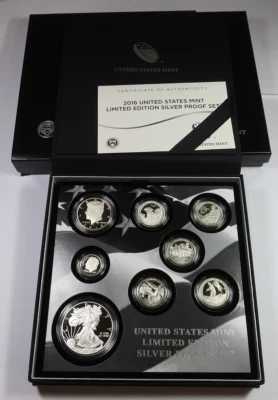 UNITED STATES MINT
CERTIFICATE OF AUTHENTICITY
2016 UNITED STATES MINT
LIMITED EDITION SILVER PROOF SET
UNITED STATES MINT
LIMITED EDITION
SILVER PROOF SET